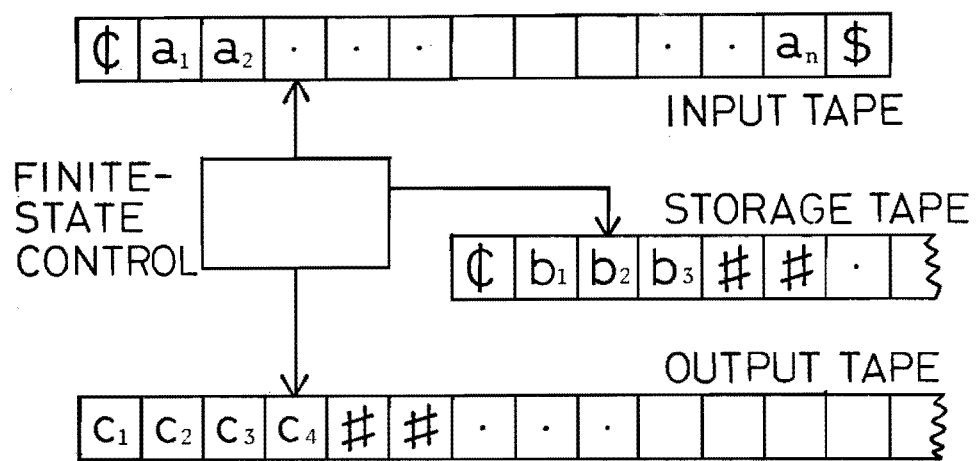 ₵ a₁ a₂ . . . . . aₙ $
INPUT TAPE
FINITE-
STATE
CONTROL
STORAGE TAPE
₵ b₁ b₂ b₃ # # .
OUTPUT TAPE
c₁ c₂ c₃ c₄ # # . . .